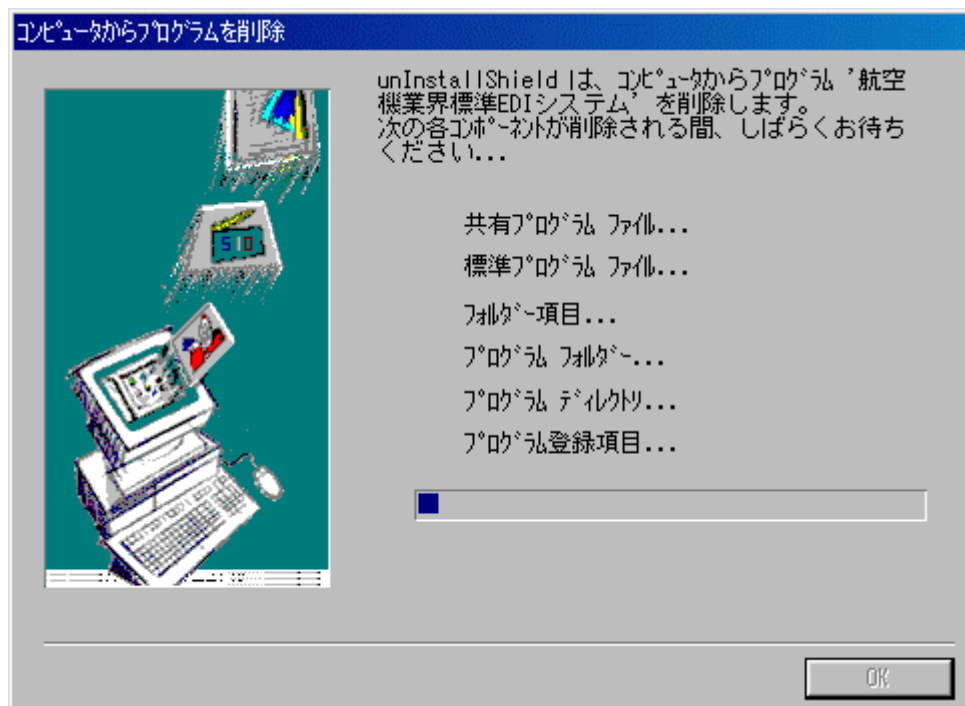 コンピュータからプログラムを削除
unInstallShield は、コンピュータからプログラム '航空
機業界標準EDIシステム' を削除します。
次の各コンポーネントが削除される間、しばらくお待ち
ください...
共有プログラム ファイル...
標準プログラム ファイル...
フォルダー項目...
プログラム フォルダー...
プログラム ディレクトリ...
プログラム登録項目...
OK